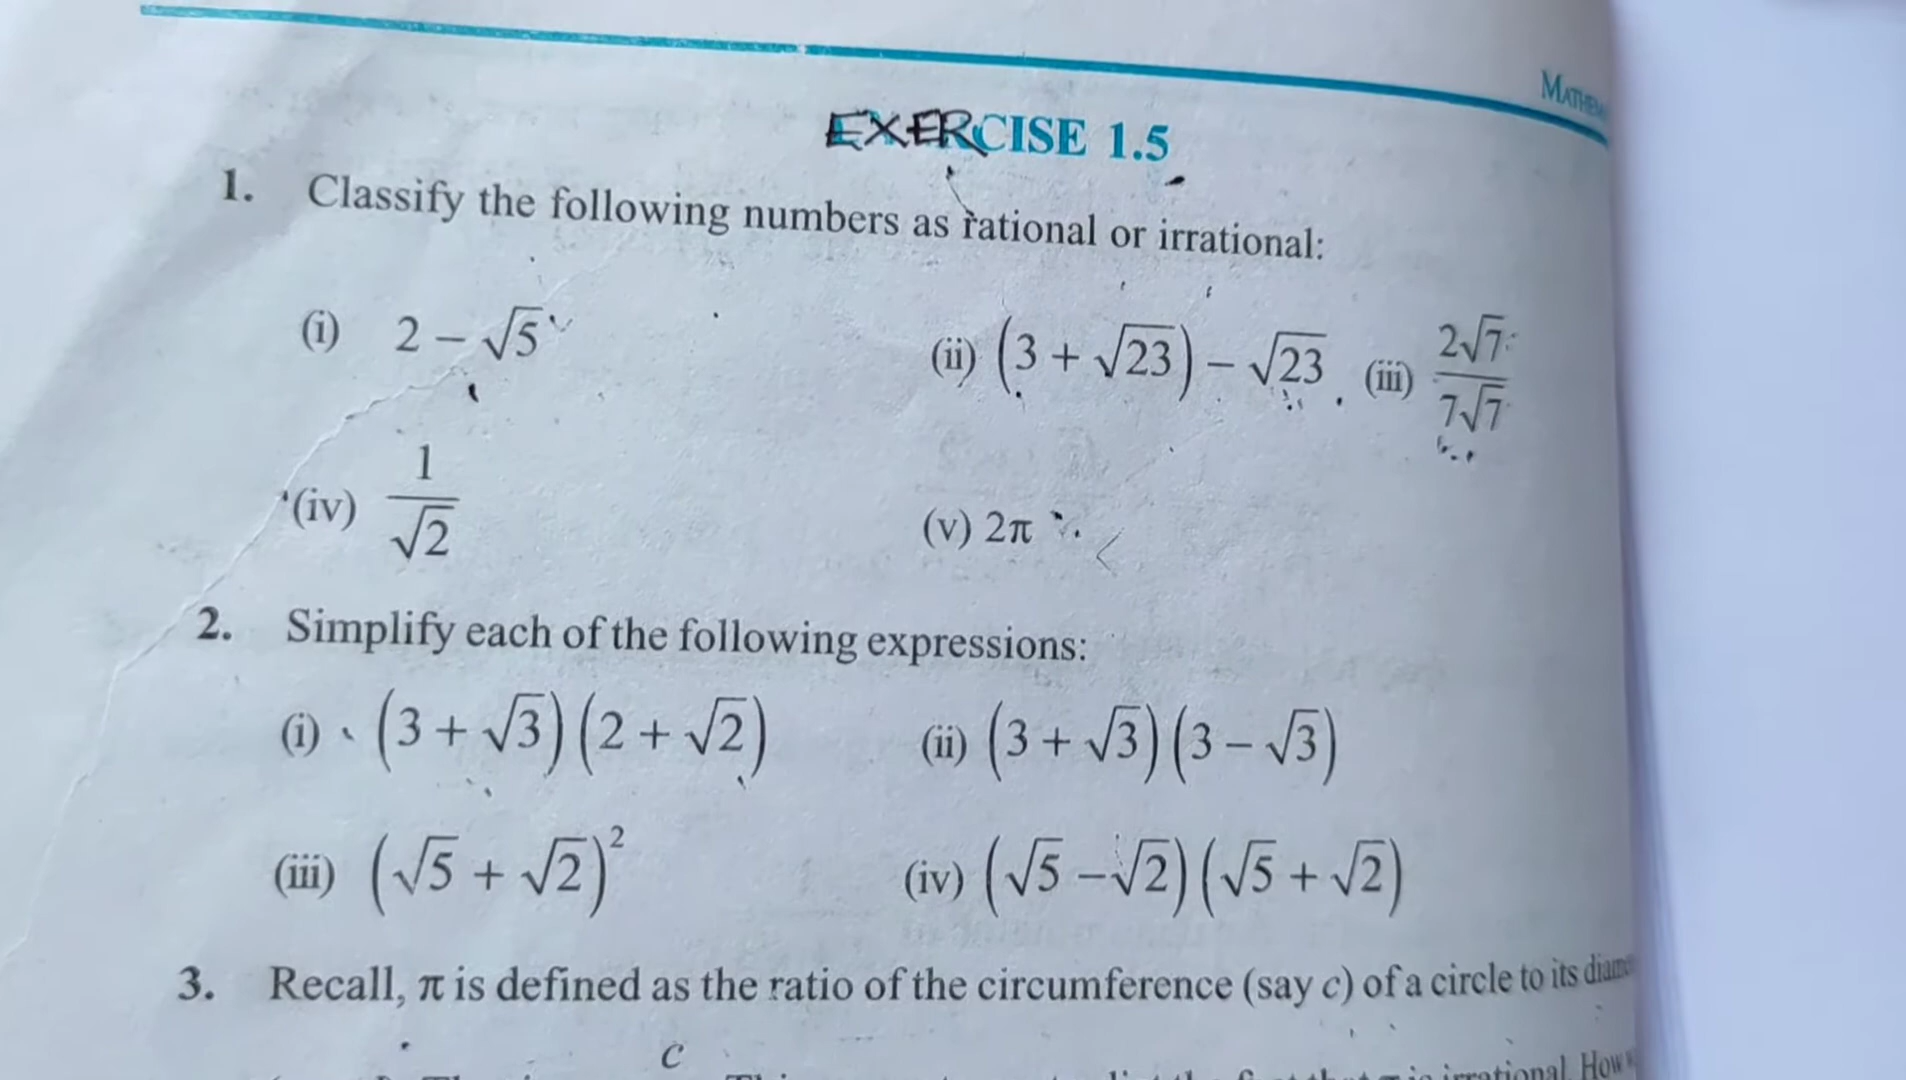 MATHEMA
EXERCISE 1.5
1. Classify the following numbers as rational or irrational:
(i) 2 − √5 (ii) (3 + √23) − √23 (iii) 2√7/7√7
(iv) 1/√2 (v) 2π
2. Simplify each of the following expressions:
(i) (3 + √3)(2 + √2) (ii) (3 + √3)(3 − √3)
(iii) (√5 + √2)² (iv) (√5 − √2)(√5 + √2)
3. Recall, π is defined as the ratio of the circumference (say c) of a circle to its
c
irrational. How